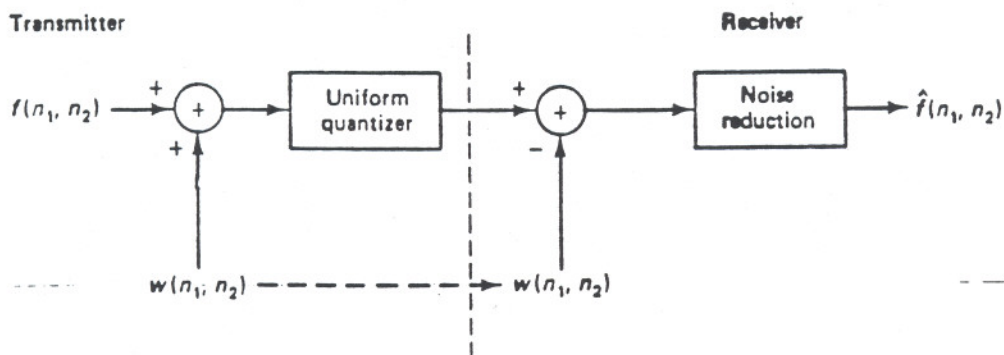 Transmitter
Receiver
f(n₁, n₂)
+
+
+
Uniform
quantizer
+
+
−
Noise
reduction
f̂(n₁, n₂)
w(n₁, n₂)
w(n₁, n₂)